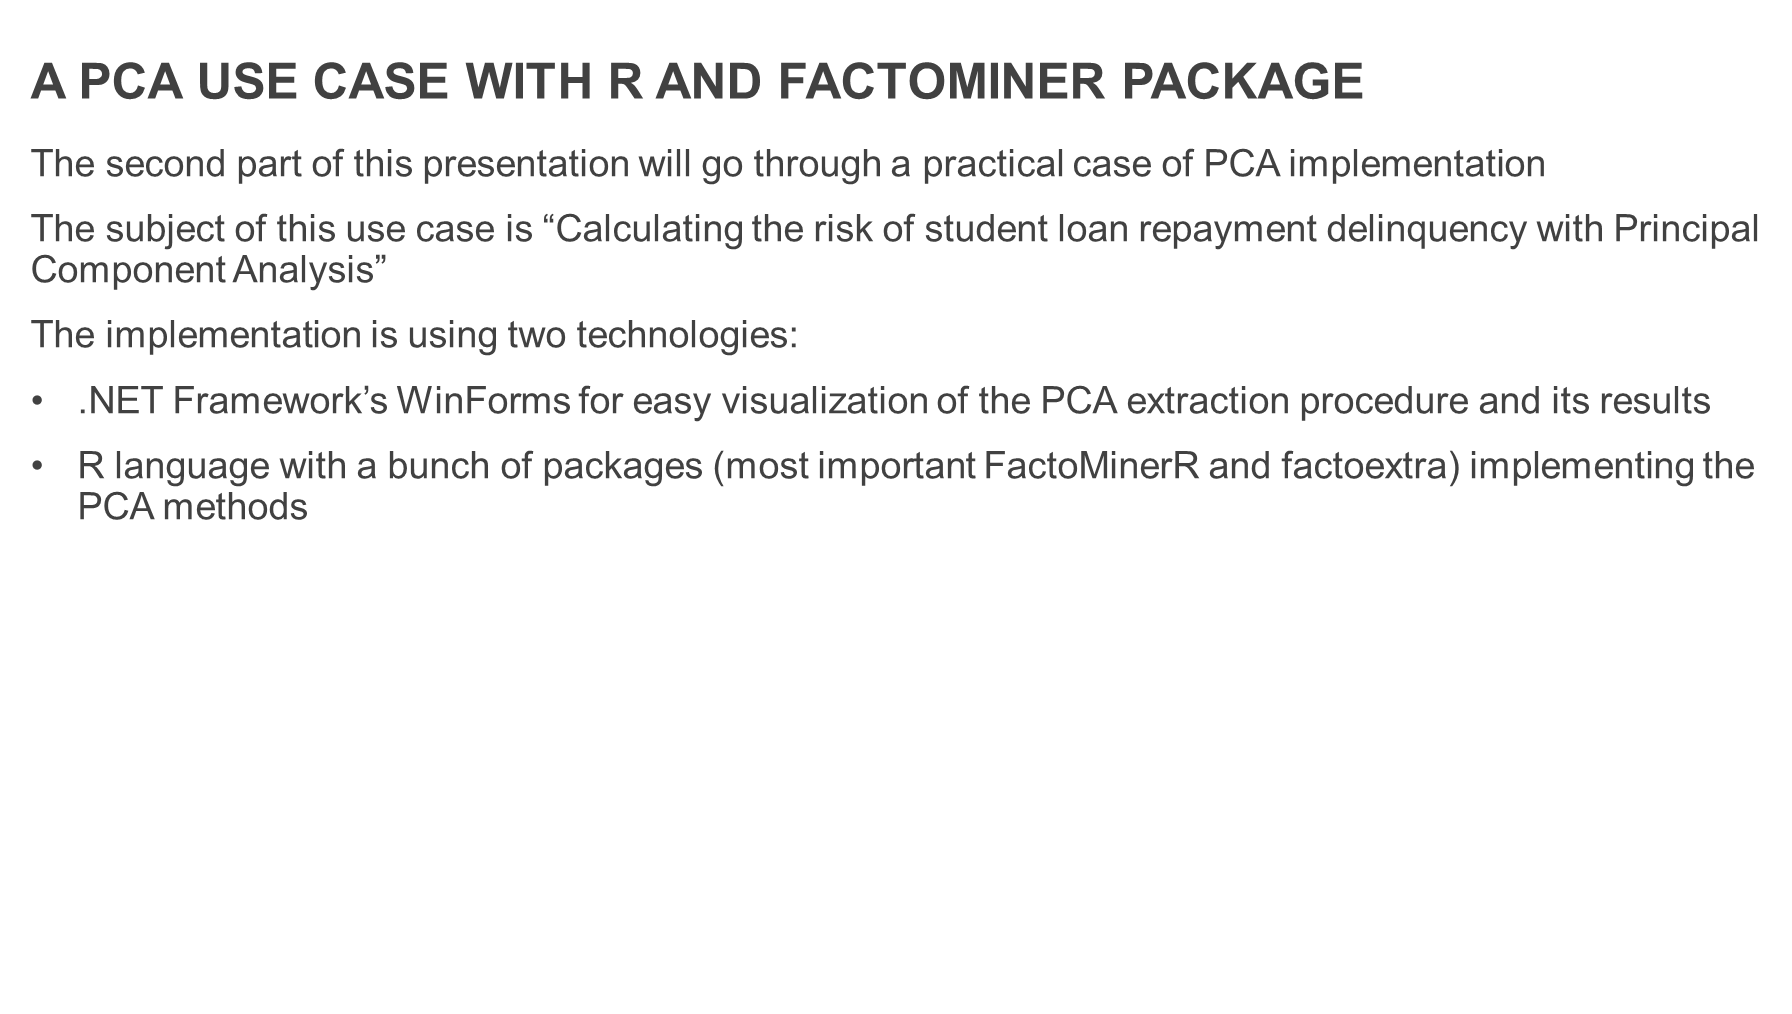 A PCA USE CASE WITH R AND FACTOMINER PACKAGE
The second part of this presentation will go through a practical case of PCA implementation
The subject of this use case is “Calculating the risk of student loan repayment delinquency with Principal
Component Analysis”
The implementation is using two technologies:
• .NET Framework’s WinForms for easy visualization of the PCA extraction procedure and its results
• R language with a bunch of packages (most important FactoMinerR and factoextra) implementing the
PCA methods